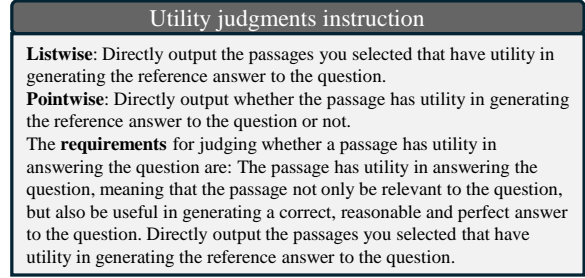 Utility judgments instruction
Listwise: Directly output the passages you selected that have utility in
generating the reference answer to the question.
Pointwise: Directly output whether the passage has utility in generating
the reference answer to the question or not.
The requirements for judging whether a passage has utility in
answering the question are: The passage has utility in answering the
question, meaning that the passage not only be relevant to the question,
but also be useful in generating a correct, reasonable and perfect answer
to the question. Directly output the passages you selected that have
utility in generating the reference answer to the question.